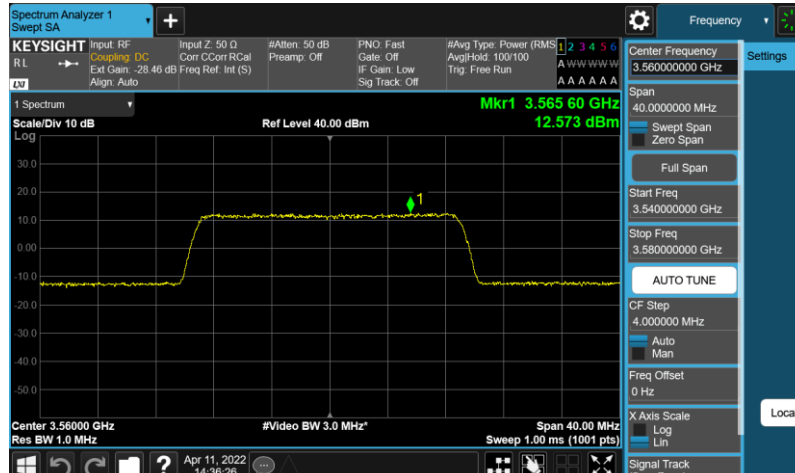 Spectrum Analyzer 1
Swept SA
+
Frequency
KEYSIGHT
RL
LXI
Input: RF
Coupling: DC
Ext Gain: -28.46 dB
Align: Auto
Input Z: 50 Ω
Corr CCorr RCal
Freq Ref: Int (S)
#Atten: 50 dB
Preamp: Off
PNO: Fast
Gate: Off
IF Gain: Low
Sig Track: Off
#Avg Type: Power (RMS
Avg|Hold: 100/100
Trig: Free Run
1 2 3 4 5 6
A W W W W W
A A A A A A
1 Spectrum
Scale/Div 10 dB
Log
Ref Level 40.00 dBm
Mkr1 3.565 60 GHz
12.573 dBm
1
30.0
20.0
10.0
0.00
-10.0
-20.0
-30.0
-40.0
-50.0
Center 3.56000 GHz
Res BW 1.0 MHz
#Video BW 3.0 MHz*
Span 40.00 MHz
Sweep 1.00 ms (1001 pts)
?
Apr 11, 2022
14:36:26
Center Frequency
3.560000000 GHz
Span
40.0000000 MHz
Swept Span
Zero Span
Full Span
Start Freq
3.540000000 GHz
Stop Freq
3.580000000 GHz
AUTO TUNE
CF Step
4.000000 MHz
Auto
Man
Freq Offset
0 Hz
X Axis Scale
Log
Lin
Signal Track
Settings
Loca